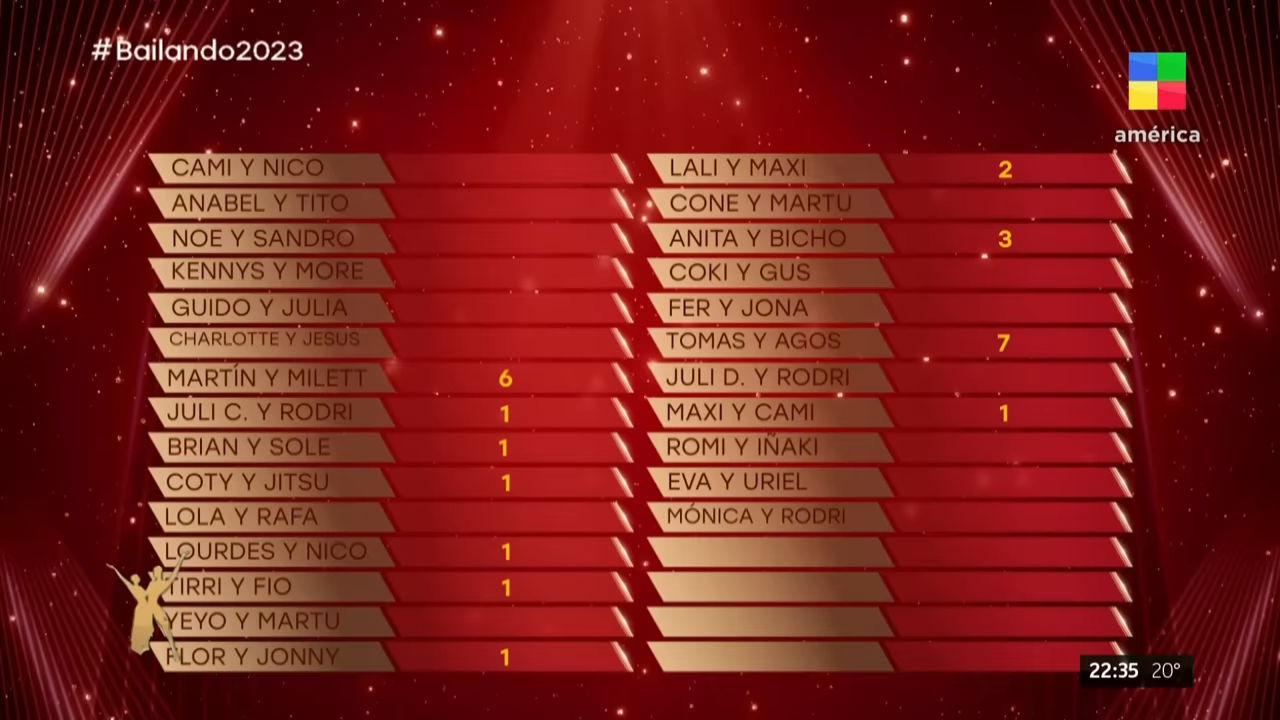 #Bailando2023
américa
CAMI Y NICO
ANABEL Y TITO
NOE Y SANDRO
KENNYS Y MORE
GUIDO Y JULIA
CHARLOTTE Y JESUS
MARTÍN Y MILETT 6
JULI C. Y RODRI 1
BRIAN Y SOLE 1
COTY Y JITSU 1
LOLA Y RAFA
LOURDES Y NICO 1
TIRRI Y FIO 1
YEYO Y MARTU
FLOR Y JONNY 1
LALI Y MAXI 2
CONE Y MARTU
ANITA Y BICHO 3
COKI Y GUS
FER Y JONA
TOMAS Y AGOS 7
JULI D. Y RODRI
MAXI Y CAMI 1
ROMI Y IÑAKI
EVA Y URIEL
MÓNICA Y RODRI
22:35 20°